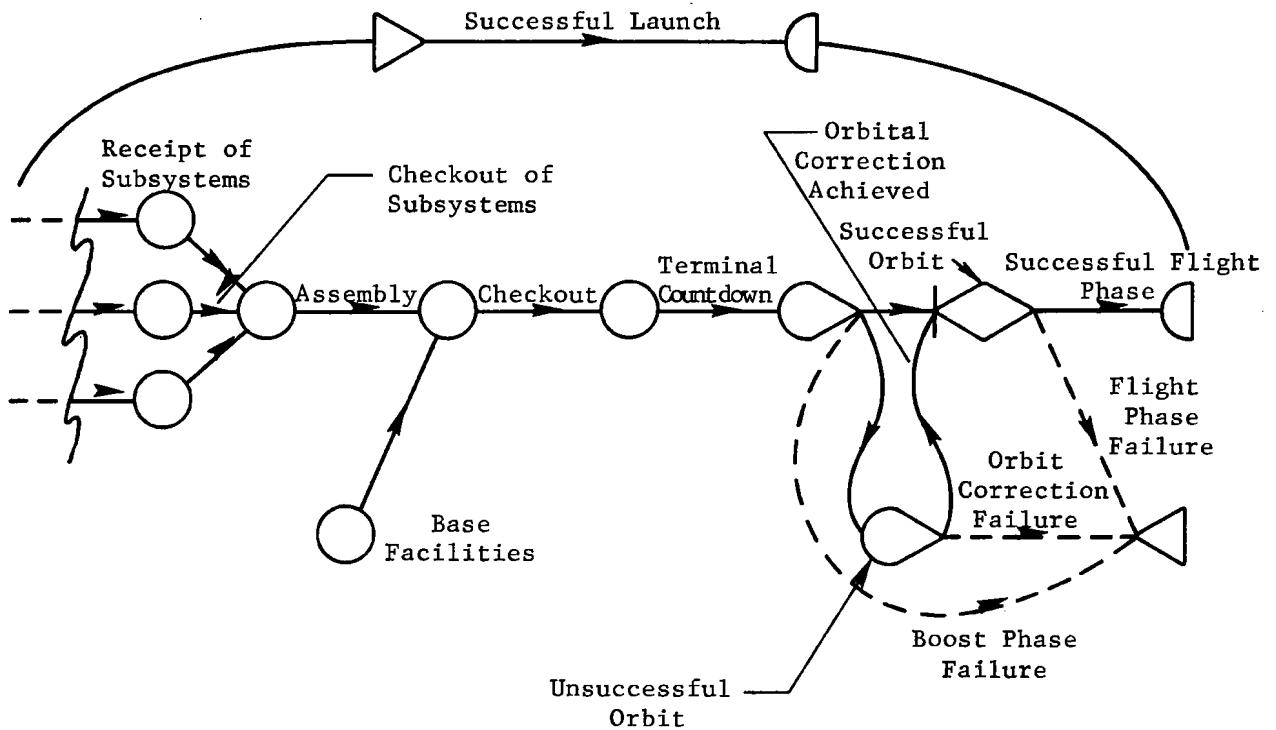 Successful Launch
Receipt of
Subsystems
Checkout of
Subsystems
Orbital
Correction
Achieved
Successful
Orbit
Successful Flight
Phase
Assembly
Checkout
Terminal
Countdown
Flight
Phase
Failure
Orbit
Correction
Failure
Base
Facilities
Boost Phase
Failure
Unsuccessful
Orbit